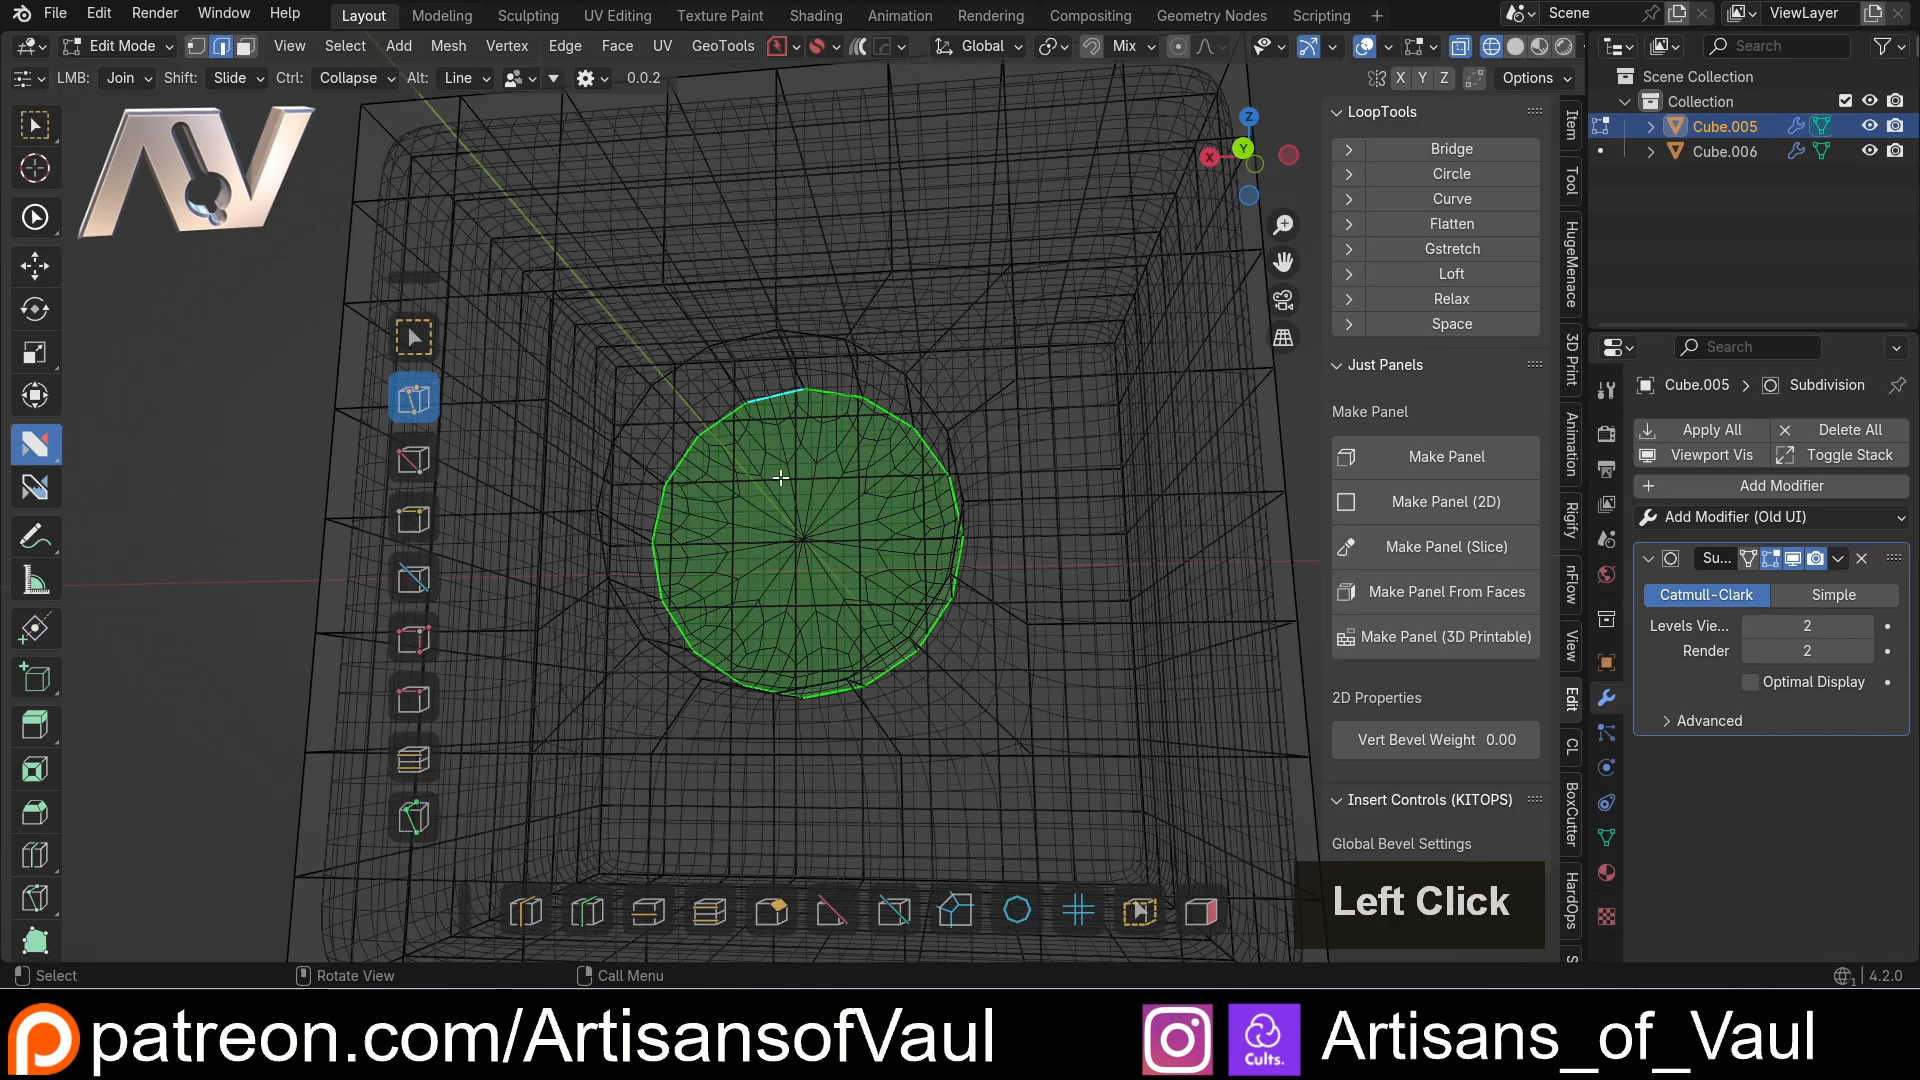 File Edit Render Window Help Layout Modeling Sculpting UV Editing Texture Paint Shading Animation Rendering Compositing Geometry Nodes Scripting + Scene ViewLayer
Edit Mode View Select Add Mesh Vertex Edge Face UV GeoTools Global Mix Search
LMB: Join Shift: Slide Ctrl: Collapse Alt: Line 0.0.2 X Y Z Options
Scene Collection
Collection
Cube.005
Cube.006
AV
Z
Y
X
LoopTools
Bridge
Circle
Curve
Flatten
Gstretch
Loft
Relax
Space
Just Panels
Make Panel
Make Panel
Make Panel (2D)
Make Panel (Slice)
Make Panel From Faces
Make Panel (3D Printable)
2D Properties
Vert Bevel Weight 0.00
Insert Controls (KITOPS)
Global Bevel Settings
Item
Tool
HugeMenace
3D Print
Animation
Rigify
nFlow
View
Edit
CL
BoxCutter
HardOps
S
Search
Cube.005 > Subdivision
Apply All Delete All
Viewport Vis Toggle Stack
Add Modifier
Add Modifier (Old UI)
Su...
Catmull-Clark Simple
Levels Vie... 2
Render 2
Optimal Display
Advanced
Left Click
Select Rotate View Call Menu 1 4.2.0
patreon.com/ArtisansofVaul Cults. Artisans_of_Vaul